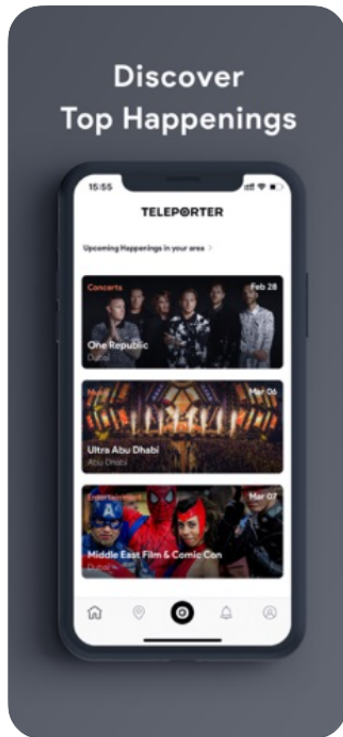 Discover
Top Happenings
15:55
TELEPORTER
Upcoming Happenings in your area >
Concerts
Feb 28
One Republic
Dubai
Mar 06
Ultra Abu Dhabi
Abu Dhabi
Entertainment
Mar 07
Middle East Film & Comic Con
Dubai